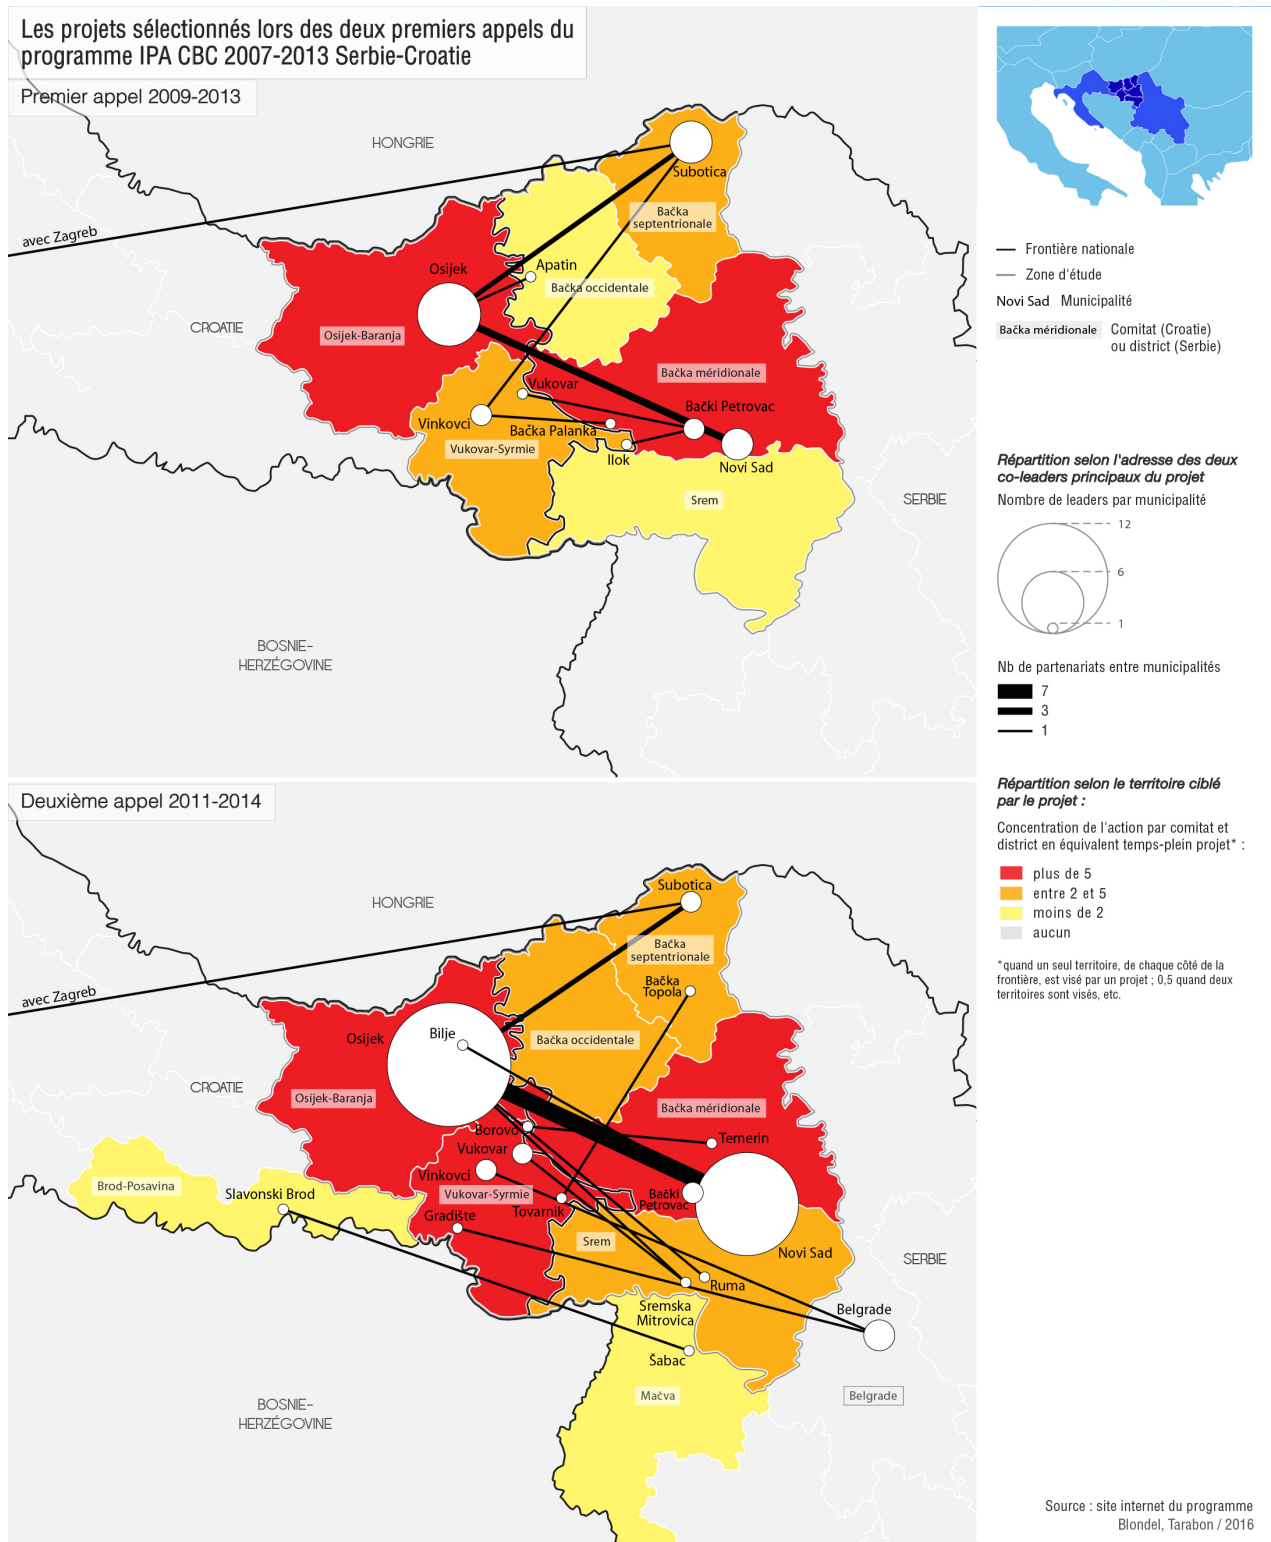 Les projets sélectionnés lors des deux premiers appels du
programme IPA CBC 2007-2013 Serbie-Croatie
Premier appel 2009-2013
HONGRIE
Subotica
Bačka
septentrionale
avec Zagreb
Osijek
Apatin
Bačka occidentale
CROATIE
Osijek-Baranja
Bačka méridionale
Vukovar
Bački Petrovac
Vinkovci
Bačka Palanka
Vukovar-Syrmie
Ilok
Novi Sad
Srem
SERBIE
BOSNIE-
HERZÉGOVINE
Deuxième appel 2011-2014
HONGRIE
Subotica
Bačka
septentrionale
Bačka
Topola
avec Zagreb
Bilje
Osijek
Bačka occidentale
CROATIE
Osijek-Baranja
Bačka méridionale
Borovo
Temerin
Vukovar
Vinkovci
Brod-Posavina
Slavonski Brod
Vukovar-Syrmie
Bački
Petrovac
Gradište
Tovarnik
Srem
Novi Sad
SERBIE
Ruma
Sremska
Mitrovica
Belgrade
Šabac
Mačva
Belgrade
BOSNIE-
HERZÉGOVINE
Frontière nationale
Zone d'étude
Novi Sad Municipalité
Bačka méridionale Comitat (Croatie)
ou district (Serbie)
Répartition selon l'adresse des deux
co-leaders principaux du projet
Nombre de leaders par municipalité
12
6
1
Nb de partenariats entre municipalités
7
3
1
Répartition selon le territoire ciblé
par le projet :
Concentration de l'action par comitat et
district en équivalent temps-plein projet* :
plus de 5
entre 2 et 5
moins de 2
aucun
*quand un seul territoire, de chaque côté de la
frontière, est visé par un projet ; 0,5 quand deux
territoires sont visés, etc.
Source : site internet du programme
Blondel, Tarabon / 2016